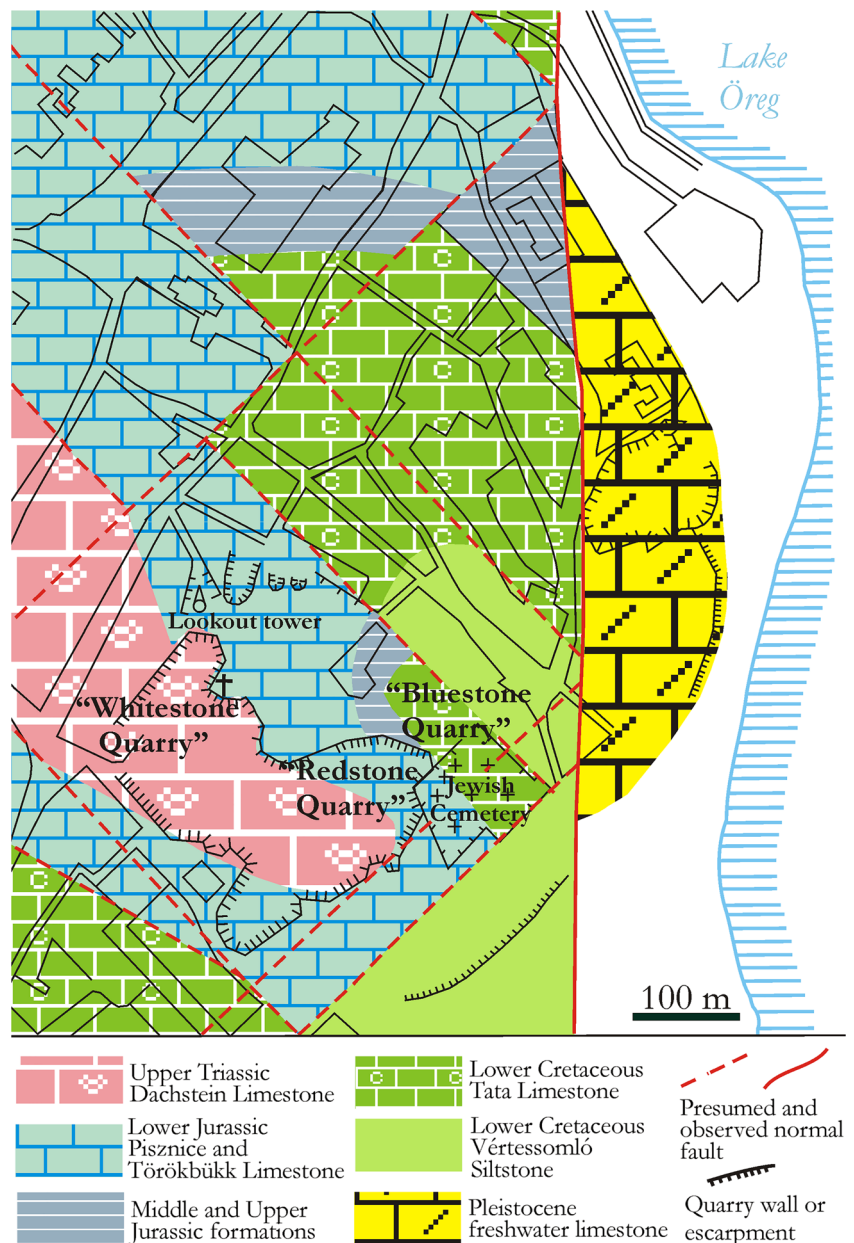 Lake
Öreg
Lookout tower
“Whitestone
Quarry”
“Bluestone
Quarry”
“Redstone
Quarry”
Jewish
Cemetery
100 m
Upper Triassic
Dachstein Limestone
Lower Jurassic
Pisznice and
Törökbükk Limestone
Middle and Upper
Jurassic formations
Lower Cretaceous
Tata Limestone
Lower Cretaceous
Vértessomló
Siltstone
Pleistocene
freshwater limestone
Presumed and
observed normal
fault
Quarry wall or
escarpment